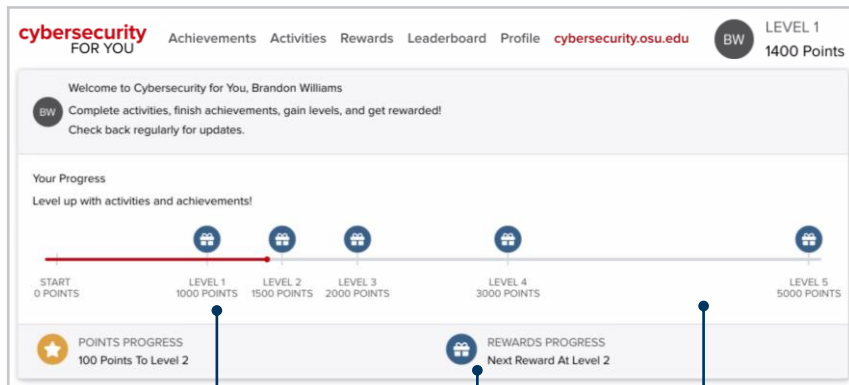 cybersecurity
FOR YOU
Achievements Activities Rewards Leaderboard Profile cybersecurity.osu.edu
BW
LEVEL 1
1400 Points
Welcome to Cybersecurity for You, Brandon Williams
BW
Complete activities, finish achievements, gain levels, and get rewarded!
Check back regularly for updates.
Your Progress
Level up with activities and achievements!
START
0 POINTS
LEVEL 1
1000 POINTS
LEVEL 2
1500 POINTS
LEVEL 3
2000 POINTS
LEVEL 4
3000 POINTS
LEVEL 5
5000 POINTS
POINTS PROGRESS
100 Points To Level 2
REWARDS PROGRESS
Next Reward At Level 2